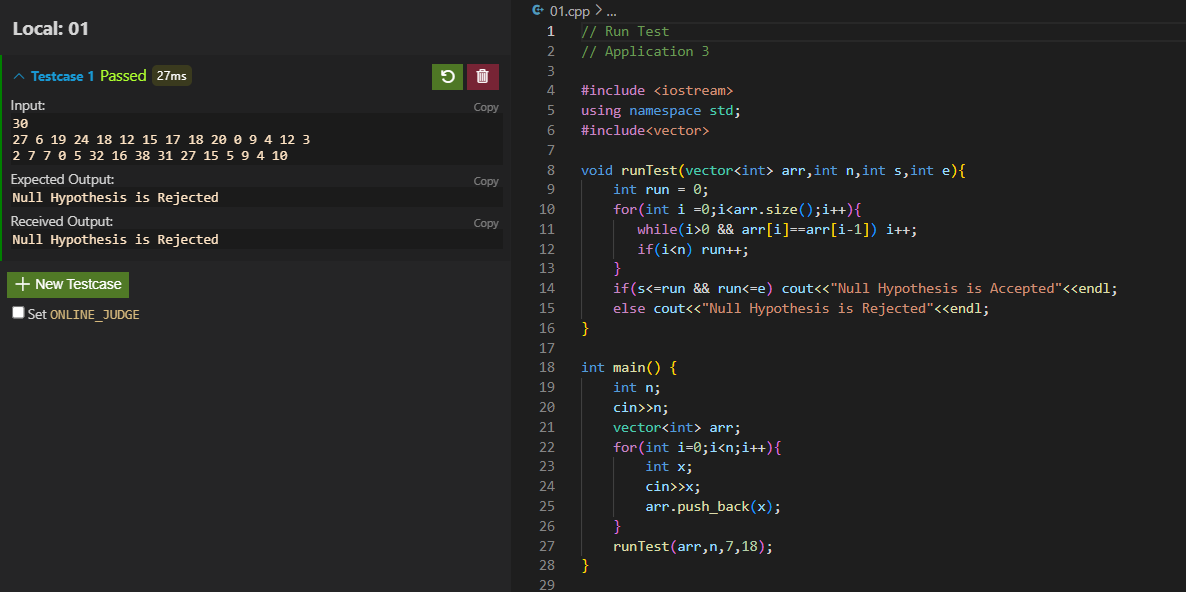 Local: 01
Testcase 1 Passed 27ms
Input:
Copy
30
27 6 19 24 18 12 15 17 18 20 0 9 4 12 3
2 7 7 0 5 32 16 38 31 27 15 5 9 4 10
Expected Output:
Copy
Null Hypothesis is Rejected
Received Output:
Copy
Null Hypothesis is Rejected
+ New Testcase
Set ONLINE_JUDGE
01.cpp > ...
1 // Run Test
2 // Application 3
3
4 #include <iostream>
5 using namespace std;
6 #include<vector>
7
8 void runTest(vector<int> arr,int n,int s,int e){
9     int run = 0;
10     for(int i =0;i<arr.size();i++){
11        while(i>0 && arr[i]==arr[i-1]) i++;
12        if(i<n) run++;
13     }
14     if(s<=run && run<=e) cout<<"Null Hypothesis is Accepted"<<endl;
15     else cout<<"Null Hypothesis is Rejected"<<endl;
16 }
17
18 int main() {
19     int n;
20     cin>>n;
21     vector<int> arr;
22     for(int i=0;i<n;i++){
23         int x;
24         cin>>x;
25         arr.push_back(x);
26     }
27     runTest(arr,n,7,18);
28 }
29